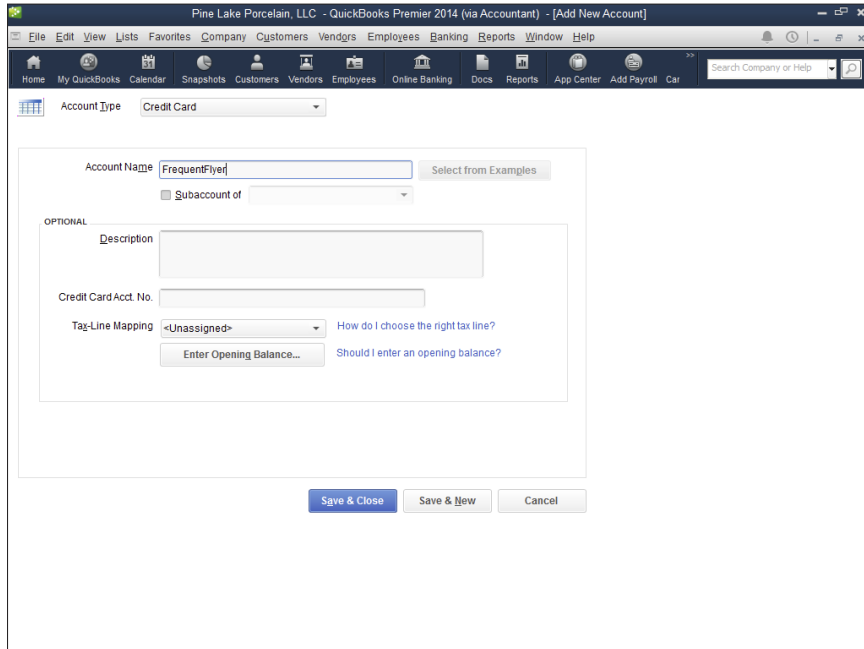 Pine Lake Porcelain, LLC - QuickBooks Premier 2014 (via Accountant) - [Add New Account]
File Edit View Lists Favorites Company Customers Vendors Employees Banking Reports Window Help
31
Home My QuickBooks Calendar Snapshots Customers Vendors Employees Online Banking Docs Reports App Center Add Payroll Car >> Search Company or Help
Account Type Credit Card
Account Name FrequentFlyer Select from Examples
Subaccount of
OPTIONAL
Description
Credit Card Acct. No.
Tax-Line Mapping <Unassigned> How do I choose the right tax line?
Enter Opening Balance... Should I enter an opening balance?
Save & Close Save & New Cancel